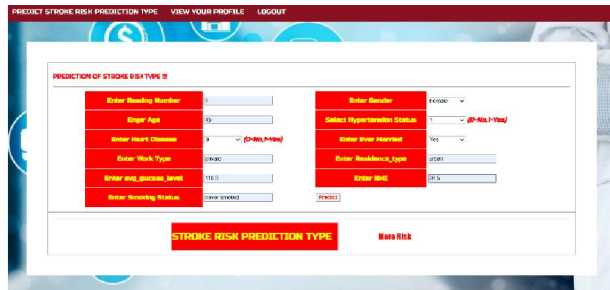 PREDICT STROKE RISK PREDICTION TYPE VIEW YOUR PROFILE LOGOUT
PREDICTION OF STROKE RISK TYPE !!!
Enter Reading Number Enter Gender Female
Enger Age 45 Select Hypertension Status 1 (0-No,1-Yes)
Enter Heart Disease 0 (0-No,1-Yes) Enter Ever Married Yes
Enter Work Type private Enter Residence_type urban
Enter avg_glucose_level Enter BMI
Enter Smoking Status never smoked Predict
STROKE RISK PREDICTION TYPE More Risk